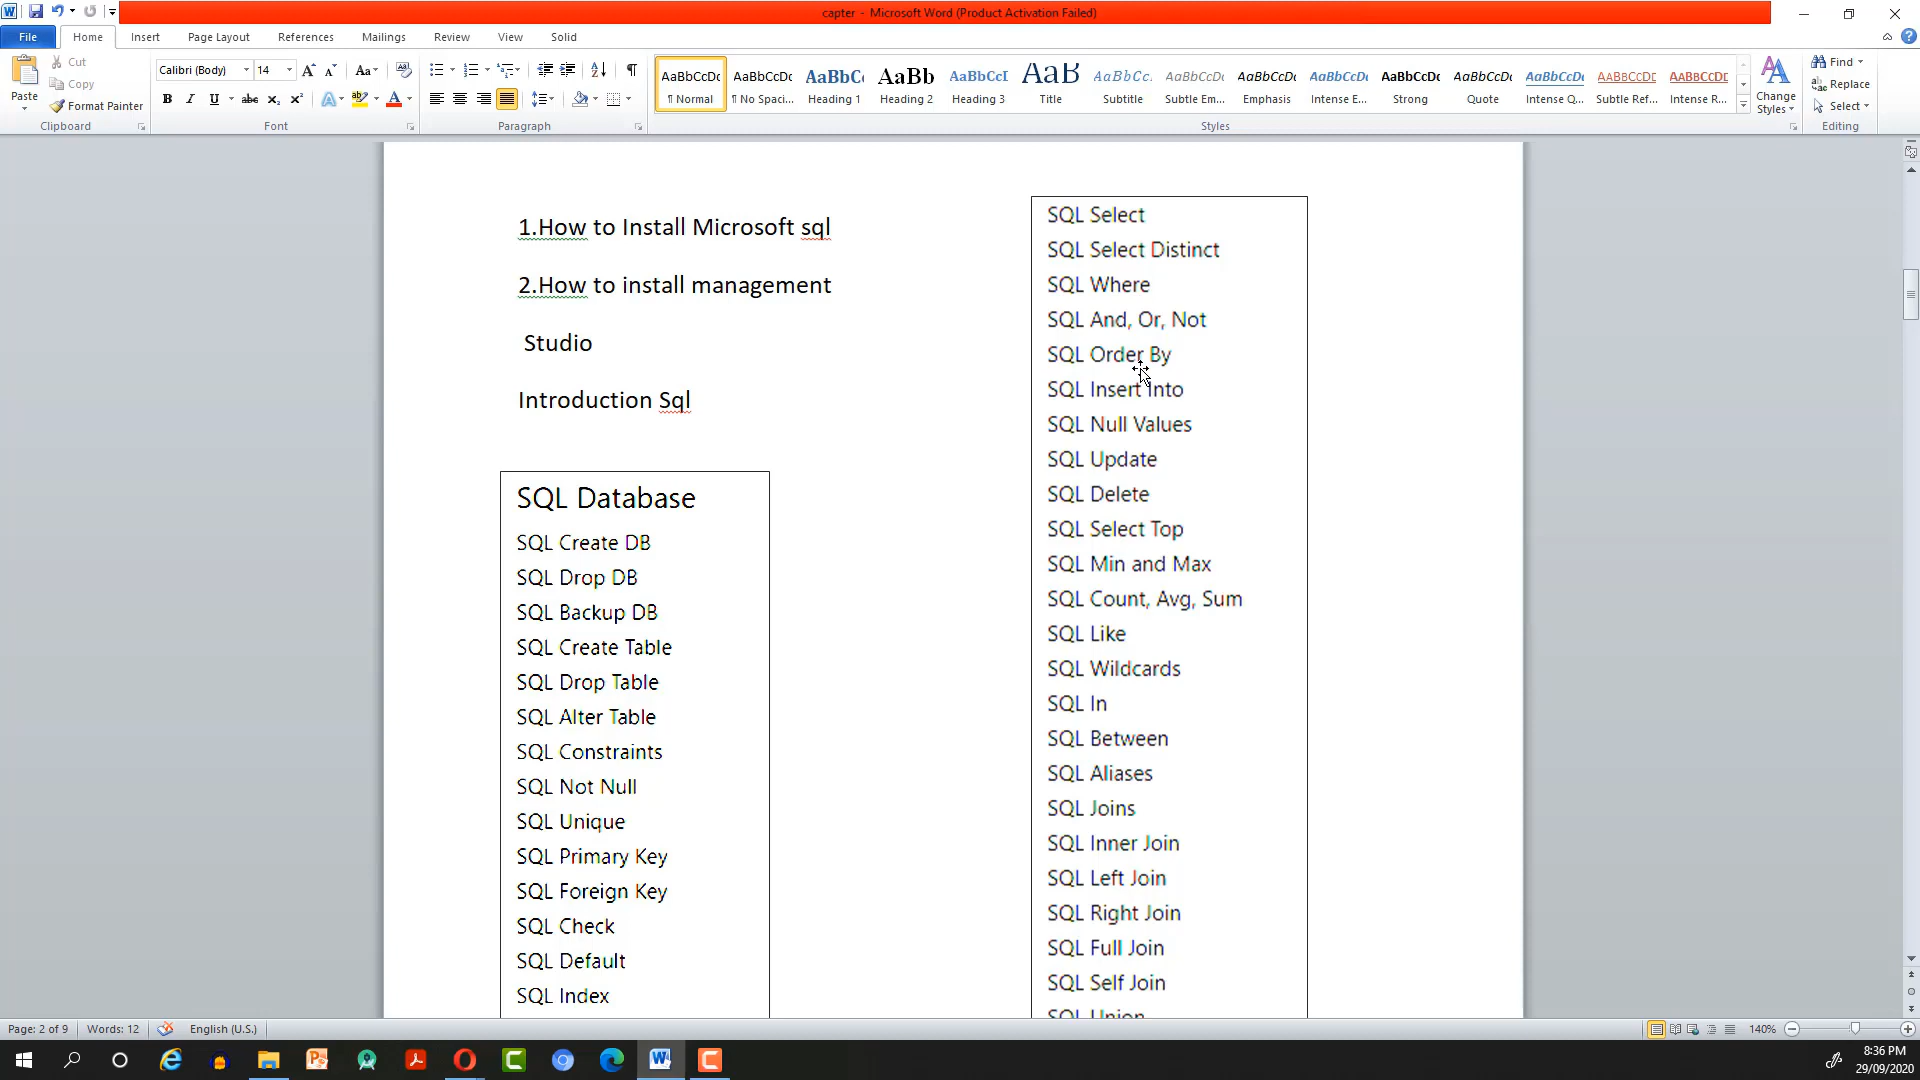 capter - Microsoft Word (Product Activation Failed)
File Home Insert Page Layout References Mailings Review View Solid
Paste
Cut
Copy
Format Painter
Clipboard
Calibri (Body) 14
Font
Paragraph
AaBbCcDc AaBbCcDc AaBbC AaBb AaBbCcI AaB AaBbCc. AaBbCcDc AaBbCcDc AaBbCcDc AaBbCcDc AaBbCcDc AaBbCcDc AaBbCcDc AaBbCcDc
¶ Normal ¶ No Spaci... Heading 1 Heading 2 Heading 3 Title Subtitle Subtle Em... Emphasis Intense E... Strong Quote Intense Q... Subtle Ref... Intense R...
Styles
Change
Styles
Find
Replace
Select
Editing
1.How to Install Microsoft sql
2.How to install management
Studio
Introduction Sql
SQL Database
SQL Create DB
SQL Drop DB
SQL Backup DB
SQL Create Table
SQL Drop Table
SQL Alter Table
SQL Constraints
SQL Not Null
SQL Unique
SQL Primary Key
SQL Foreign Key
SQL Check
SQL Default
SQL Index
SQL Select
SQL Select Distinct
SQL Where
SQL And, Or, Not
SQL Order By
SQL Insert Into
SQL Null Values
SQL Update
SQL Delete
SQL Select Top
SQL Min and Max
SQL Count, Avg, Sum
SQL Like
SQL Wildcards
SQL In
SQL Between
SQL Aliases
SQL Joins
SQL Inner Join
SQL Left Join
SQL Right Join
SQL Full Join
SQL Self Join
SQL Union
Page: 2 of 9 Words: 12 English (U.S.) 140%
8:36 PM
29/09/2020